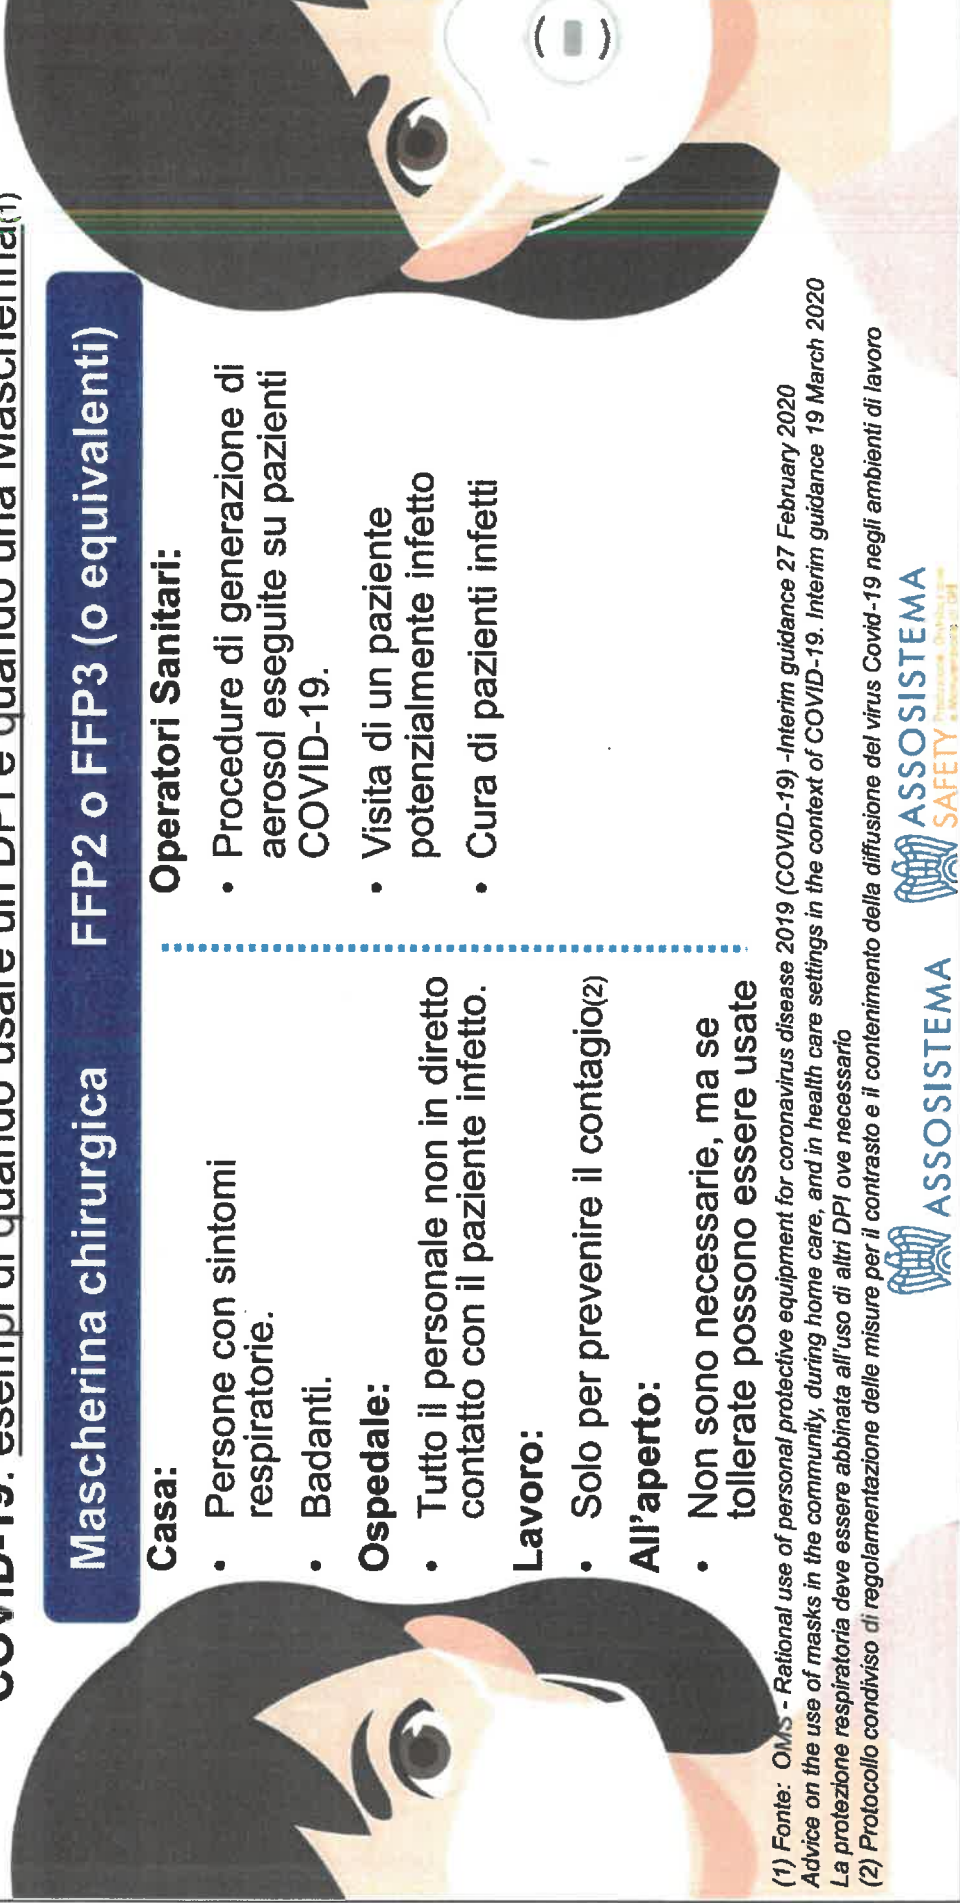 COVID-19: esempi di quando usare un DPI e quando una Mascherina(1)
Mascherina chirurgica
Casa:
• Persone con sintomi
respiratorie.
• Badanti.
Ospedale:
• Tutto il personale non in diretto
contatto con il paziente infetto.
Lavoro:
• Solo per prevenire il contagio(2)
All'aperto:
• Non sono necessarie, ma se
tollerate possono essere usate
FFP2 o FFP3 (o equivalenti)
Operatori Sanitari:
• Procedure di generazione di
aerosol eseguite su pazienti
COVID-19.
• Visita di un paziente
potenzialmente infetto
• Cura di pazienti infetti
(1) Fonte: OMS - Rational use of personal protective equipment for coronavirus disease 2019 (COVID-19) -Interim guidance 27 February 2020
Advice on the use of masks in the community, during home care, and in health care settings in the context of COVID-19. Interim guidance 19 March 2020
La protezione respiratoria deve essere abbinata all'uso di altri DPI ove necessario
(2) Protocollo condiviso di regolamentazione delle misure per il contrasto e il contenimento della diffusione del virus Covid-19 negli ambienti di lavoro
ASSOSISTEMA
ASSOSISTEMA
SAFETY